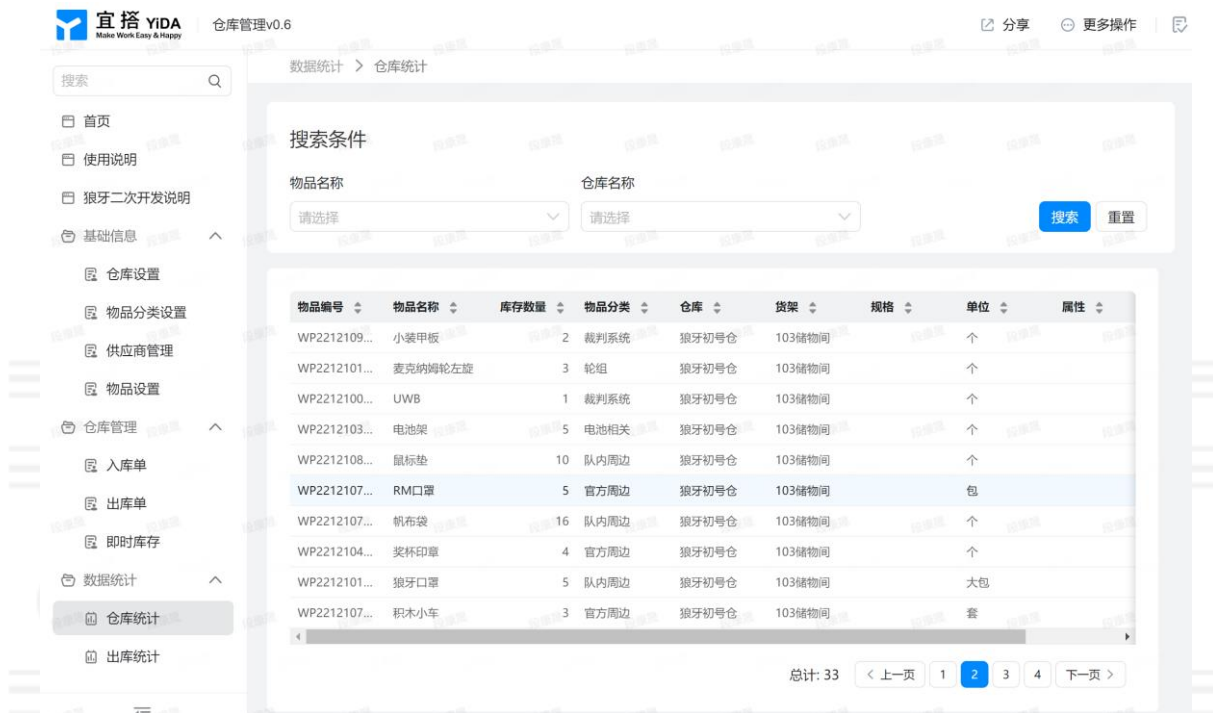 宜搭 YiDA
Make Work Easy & Happy
仓库管理v0.6
分享
更多操作
搜索
首页
使用说明
狼牙二次开发说明
基础信息
仓库设置
物品分类设置
供应商管理
物品设置
仓库管理
入库单
出库单
即时库存
数据统计
仓库统计
出库统计
数据统计 > 仓库统计
搜索条件
物品名称 仓库名称
请选择 请选择 搜索 重置
物品编号 物品名称 库存数量 物品分类 仓库 货架 规格 单位 属性
WP2212109... 小装甲板 2 裁判系统 狼牙初号仓 103储物间 个
WP2212101... 麦克纳姆轮左旋 3 轮组 狼牙初号仓 103储物间 个
WP2212100... UWB 1 裁判系统 狼牙初号仓 103储物间 个
WP2212103... 电池架 5 电池相关 狼牙初号仓 103储物间 个
WP2212108... 鼠标垫 10 队内周边 狼牙初号仓 103储物间 个
WP2212107... RM口罩 5 官方周边 狼牙初号仓 103储物间 包
WP2212107... 帆布袋 16 队内周边 狼牙初号仓 103储物间 个
WP2212104... 奖杯印章 4 官方周边 狼牙初号仓 103储物间 个
WP2212101... 狼牙口罩 5 队内周边 狼牙初号仓 103储物间 大包
WP2212107... 积木小车 3 官方周边 狼牙初号仓 103储物间 套
总计: 33 < 上一页 1 2 3 4 下一页 >